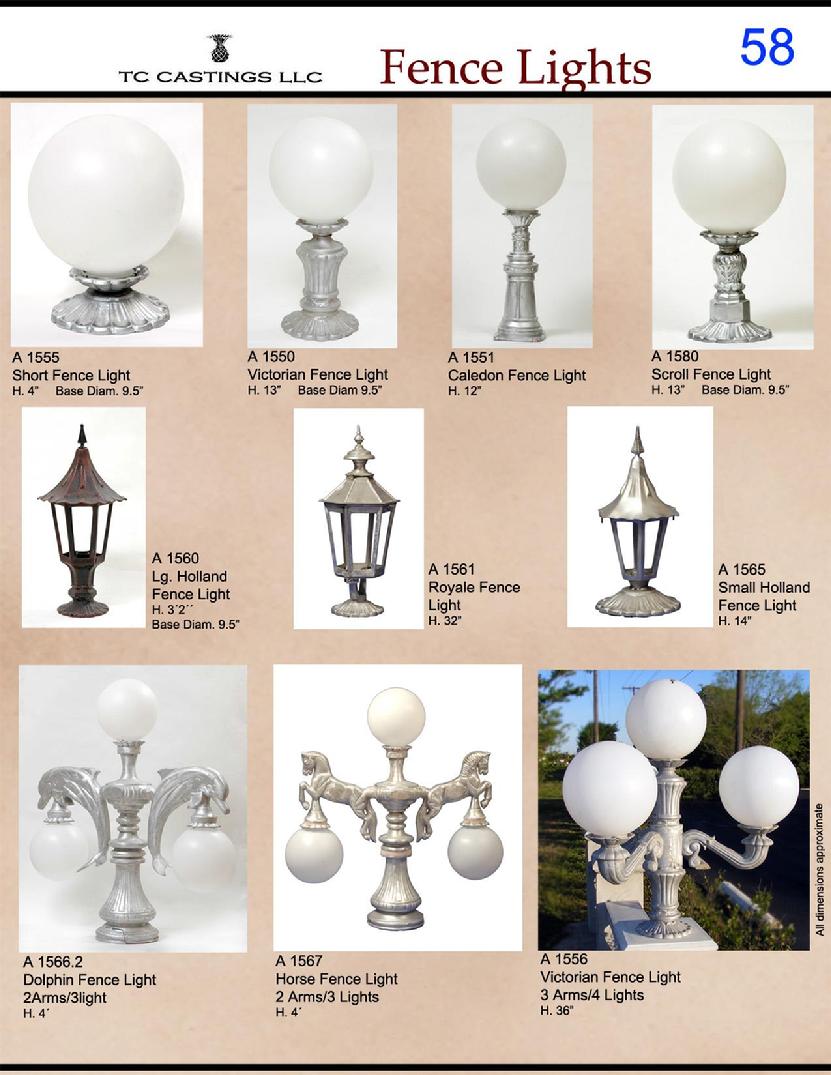 TC CASTINGS LLC
Fence Lights
58
A 1555
Short Fence Light
H. 4" Base Diam. 9.5"
A 1550
Victorian Fence Light
H. 13" Base Diam 9.5"
A 1551
Caledon Fence Light
H. 12"
A 1580
Scroll Fence Light
H. 13" Base Diam. 9.5"
A 1560
Lg. Holland
Fence Light
H. 3´2´´
Base Diam. 9.5"
A 1561
Royale Fence
Light
H. 32"
A 1565
Small Holland
Fence Light
H. 14"
A 1566.2
Dolphin Fence Light
2Arms/3light
H. 4´
A 1567
Horse Fence Light
2 Arms/3 Lights
H. 4´
A 1556
Victorian Fence Light
3 Arms/4 Lights
H. 36"
All dimensions approximate